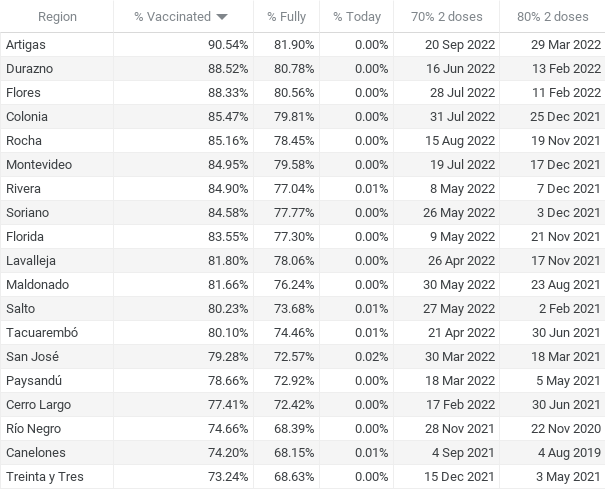 Region % Vaccinated % Fully % Today 70% 2 doses 80% 2 doses
Artigas 90.54% 81.90% 0.00% 20 Sep 2022 29 Mar 2022
Durazno 88.52% 80.78% 0.00% 16 Jun 2022 13 Feb 2022
Flores 88.33% 80.56% 0.00% 28 Jul 2022 11 Feb 2022
Colonia 85.47% 79.81% 0.00% 31 Jul 2022 25 Dec 2021
Rocha 85.16% 78.45% 0.00% 15 Aug 2022 19 Nov 2021
Montevideo 84.95% 79.58% 0.00% 19 Jul 2022 17 Dec 2021
Rivera 84.90% 77.04% 0.01% 8 May 2022 7 Dec 2021
Soriano 84.58% 77.77% 0.00% 26 May 2022 3 Dec 2021
Florida 83.55% 77.30% 0.00% 9 May 2022 21 Nov 2021
Lavalleja 81.80% 78.06% 0.00% 26 Apr 2022 17 Nov 2021
Maldonado 81.66% 76.24% 0.00% 30 May 2022 23 Aug 2021
Salto 80.23% 73.68% 0.01% 27 May 2022 2 Feb 2021
Tacuarembó 80.10% 74.46% 0.01% 21 Apr 2022 30 Jun 2021
San José 79.28% 72.57% 0.02% 30 Mar 2022 18 Mar 2021
Paysandú 78.66% 72.92% 0.00% 18 Mar 2022 5 May 2021
Cerro Largo 77.41% 72.42% 0.00% 17 Feb 2022 30 Jun 2021
Río Negro 74.66% 68.39% 0.00% 28 Nov 2021 22 Nov 2020
Canelones 74.20% 68.15% 0.01% 4 Sep 2021 4 Aug 2019
Treinta y Tres 73.24% 68.63% 0.00% 15 Dec 2021 3 May 2021